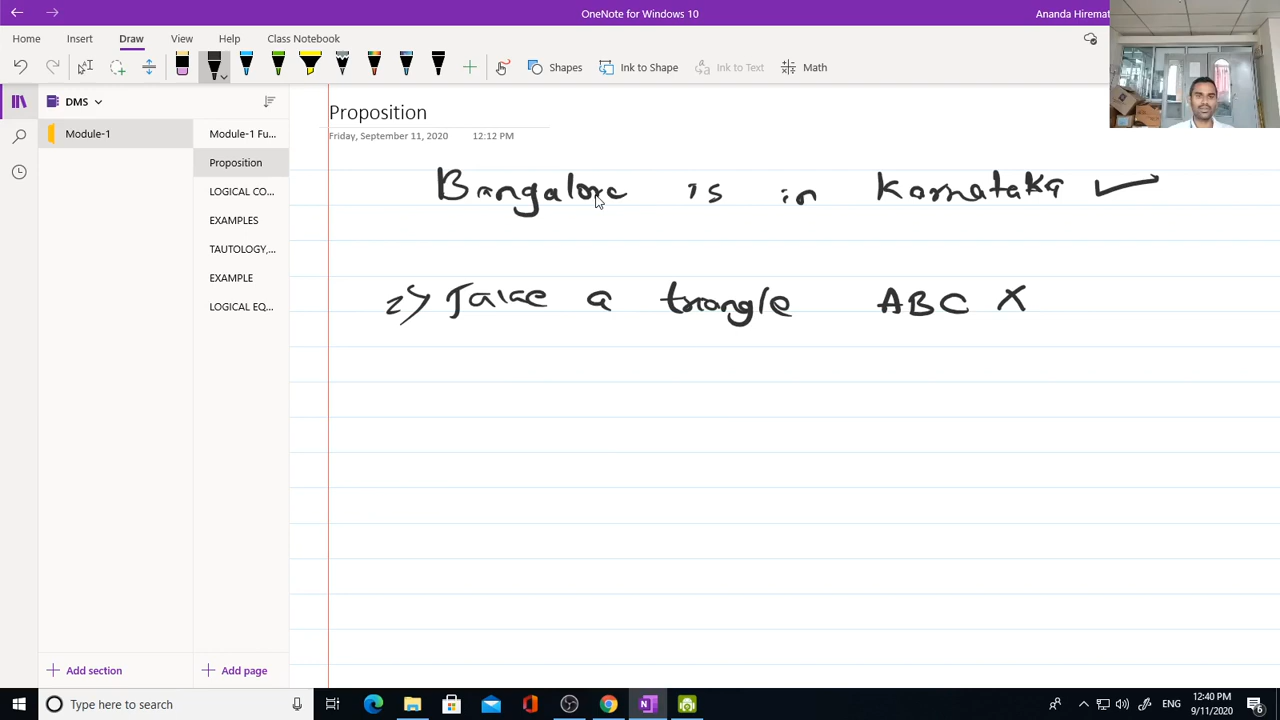 OneNote for Windows 10
Ananda Hiremat
Home Insert Draw View Help Class Notebook
Shapes Ink to Shape Ink to Text Math
DMS
Module-1
Module-1 Fu...
Proposition
LOGICAL CO...
EXAMPLES
TAUTOLOGY,...
EXAMPLE
LOGICAL EQ...
Proposition
Friday, September 11, 2020 12:12 PM
Bangalore is in Karnataka ✓
2> Take a triangle ABC X
Add section
Add page
Type here to search
ENG
12:40 PM
9/11/2020
6